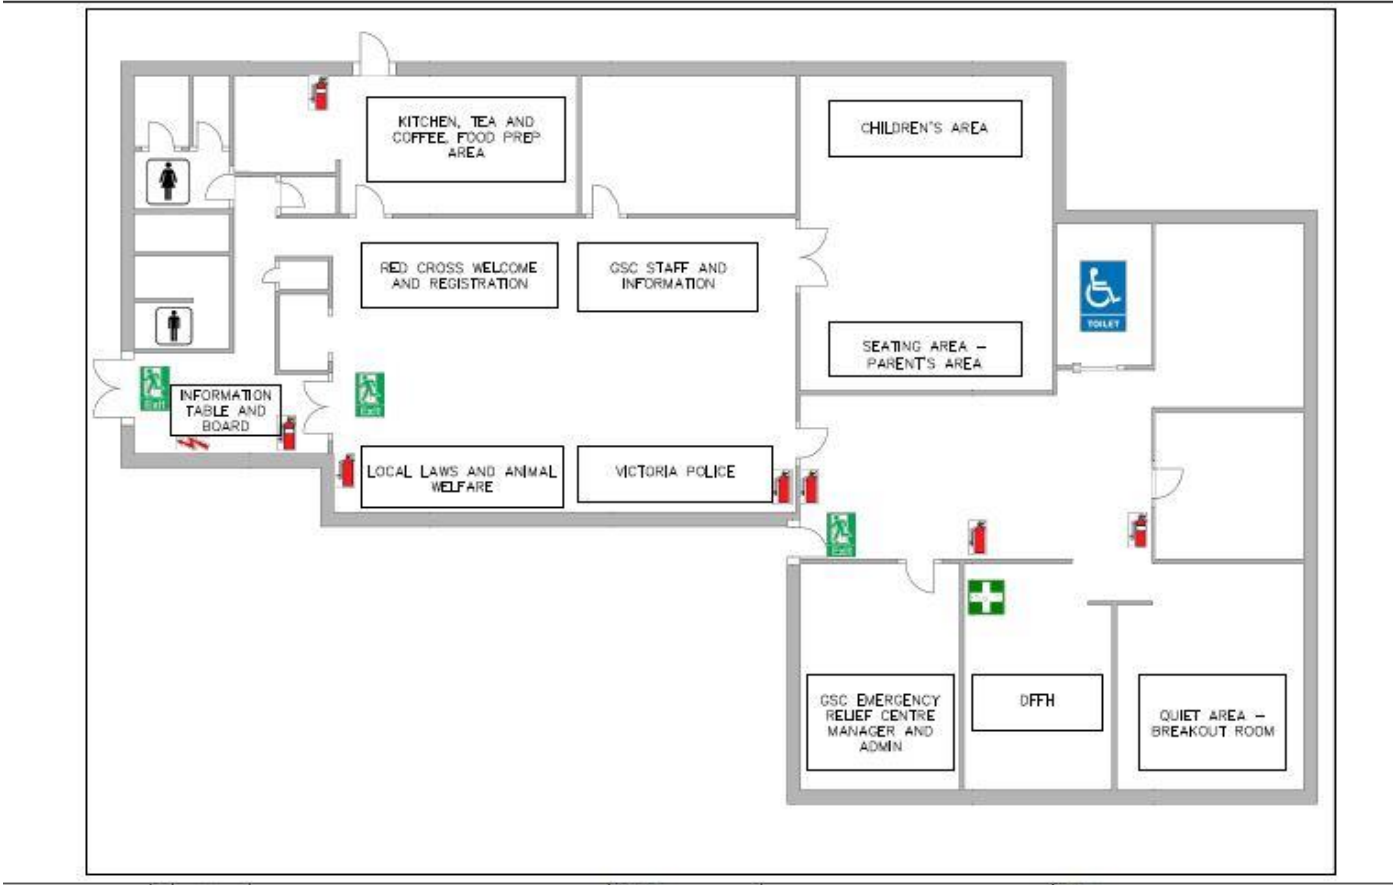 KITCHEN, TEA AND
COFFEE, FOOD PREP
AREA
CHILDREN'S AREA
RED CROSS WELCOME
AND REGISTRATION
GSC STAFF AND
INFORMATION
TOILET
SEATING AREA –
PARENT'S AREA
Exit
INFORMATION
TABLE AND
BOARD
Exit
LOCAL LAWS AND ANIMAL
WELFARE
VICTORIA POLICE
Exit
GSC EMERGENCY
RELIEF CENTRE
MANAGER AND
ADMIN
DFFH
QUIET AREA –
BREAKOUT ROOM